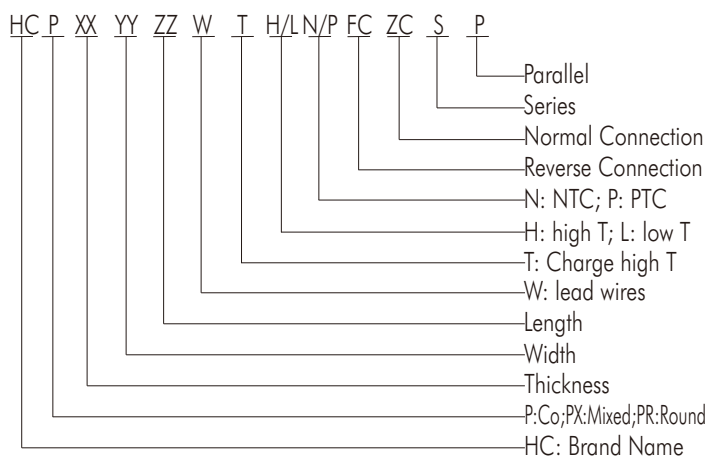 HC P XX YY ZZ W T H/L N/P FC ZC S P
Parallel
Series
Normal Connection
Reverse Connection
N: NTC; P: PTC
H: high T; L: low T
T: Charge high T
W: lead wires
Length
Width
Thickness
P:Co;PX:Mixed;PR:Round
HC: Brand Name